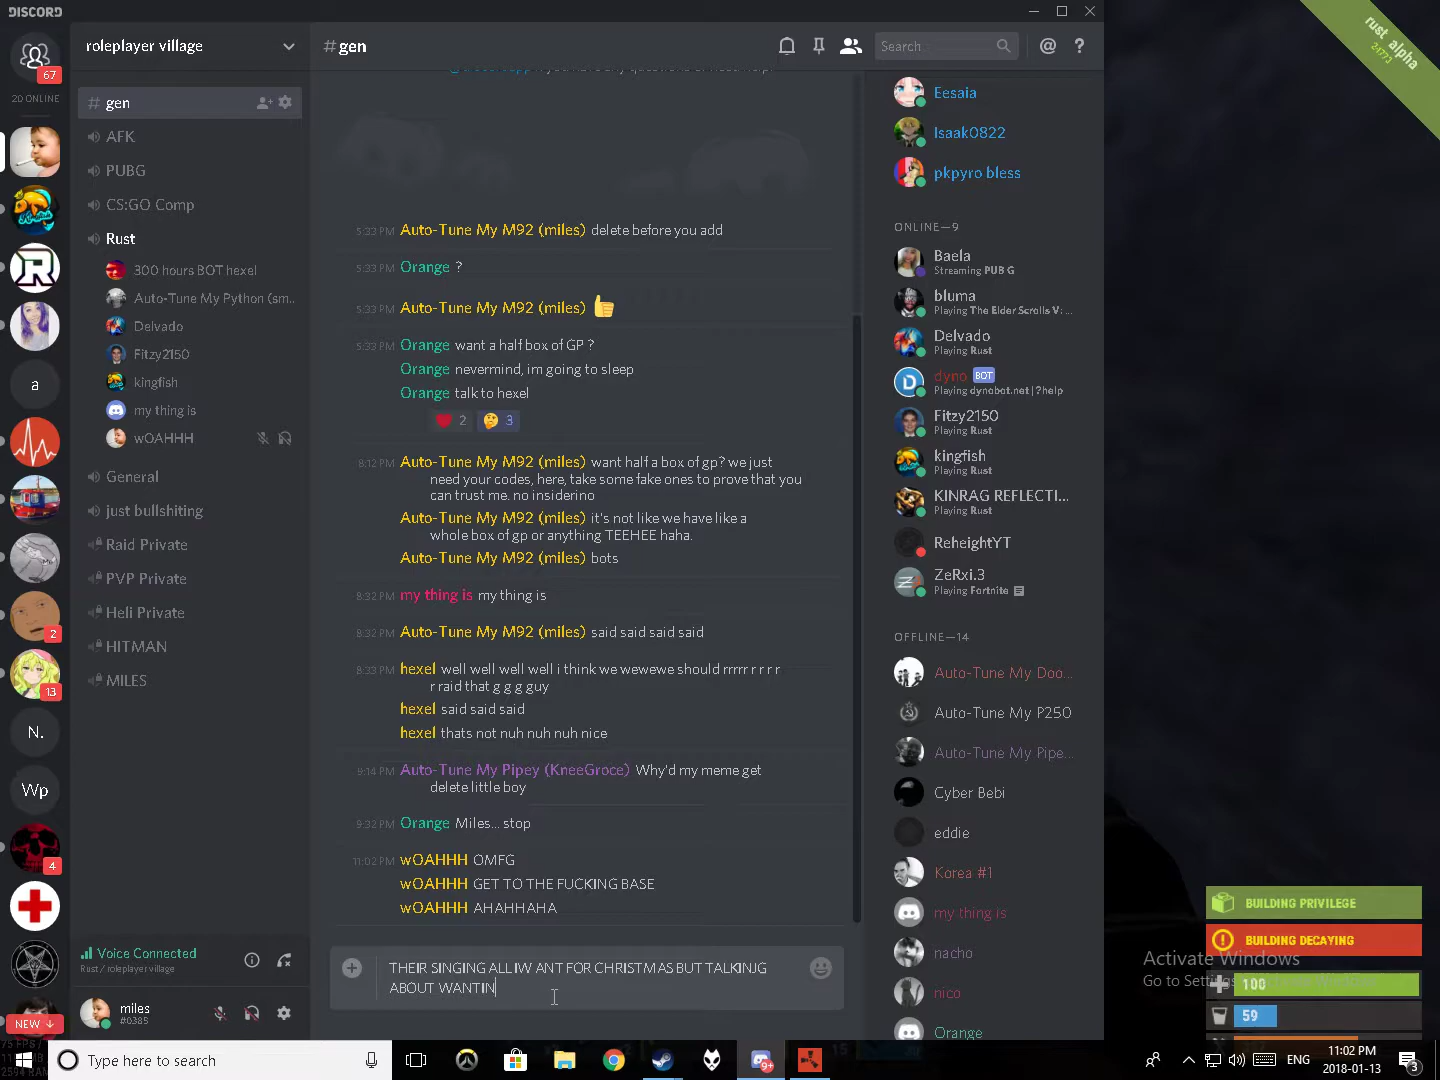 DISCORD
67
20 ONLINE
2
13
N.
Wp
4
NEW ↓
a
roleplayer village
# gen
AFK
PUBG
CS:GO Comp
Rust
300 hours BOT hexel
Auto-Tune My Python (sm..
Delvado
Fitzy2150
kingfish
my thing is
wOAHHH
General
just bullshiting
Raid Private
PVP Private
Heli Private
HITMAN
MILES
Voice Connected
Rust / roleplayer village
miles
#0385
# gen
Search...
@ ?
5:33 PM Auto-Tune My M92 (miles) delete before you add
5:33 PM Orange ?
5:33 PM Auto-Tune My M92 (miles) 👍
5:33 PM Orange want a half box of GP ?
Orange nevermind, im going to sleep
Orange talk to hexel
❤ 2 🤔 3
8:12 PM Auto-Tune My M92 (miles) want half a box of gp? we just
need your codes, here, take some fake ones to prove that you
can trust me. no insiderino
Auto-Tune My M92 (miles) it's not like we have like a
whole box of gp or anything TEEHEE haha.
Auto-Tune My M92 (miles) bots
8:32 PM my thing is my thing is
8:32 PM Auto-Tune My M92 (miles) said said said said
8:33 PM hexel well well well well i think we wewewe should rrrrr r r r r
r raid that g g g guy
hexel said said said
hexel thats not nuh nuh nuh nice
9:14 PM Auto-Tune My Pipey (KneeGroce) Why'd my meme get
delete little boy
9:32 PM Orange Miles... stop
11:02 PM wOAHHH OMFG
wOAHHH GET TO THE FUCKING BASE
wOAHHH AHAHHAHA
THEIR SINGING ALL IW ANT FOR CHRISTMAS BUT TALKINJG
ABOUT WANTIN
Eesaia
Isaak0822
pkpyro bless
ONLINE—9
Baela
Streaming PUB G
bluma
Playing The Elder Scrolls V: ...
Delvado
Playing Rust
dyno BOT
Playing dynobot.net | ?help
Fitzy2150
Playing Rust
kingfish
Playing Rust
KINRAG REFLECTI...
Playing Rust
ReheightYT
ZeRxi.3
Playing Fortnite
OFFLINE—14
Auto-Tune My Doo...
Auto-Tune My P250
Auto-Tune My Pipe...
Cyber Bebi
eddie
Korea #1
my thing is
nacho
nico
Orange
rust alpha
24773
BUILDING PRIVILEGE
BUILDING DECAYING
Activate Windows
100
59
Type here to search
9+
ENG
11:02 PM
2018-01-13
3